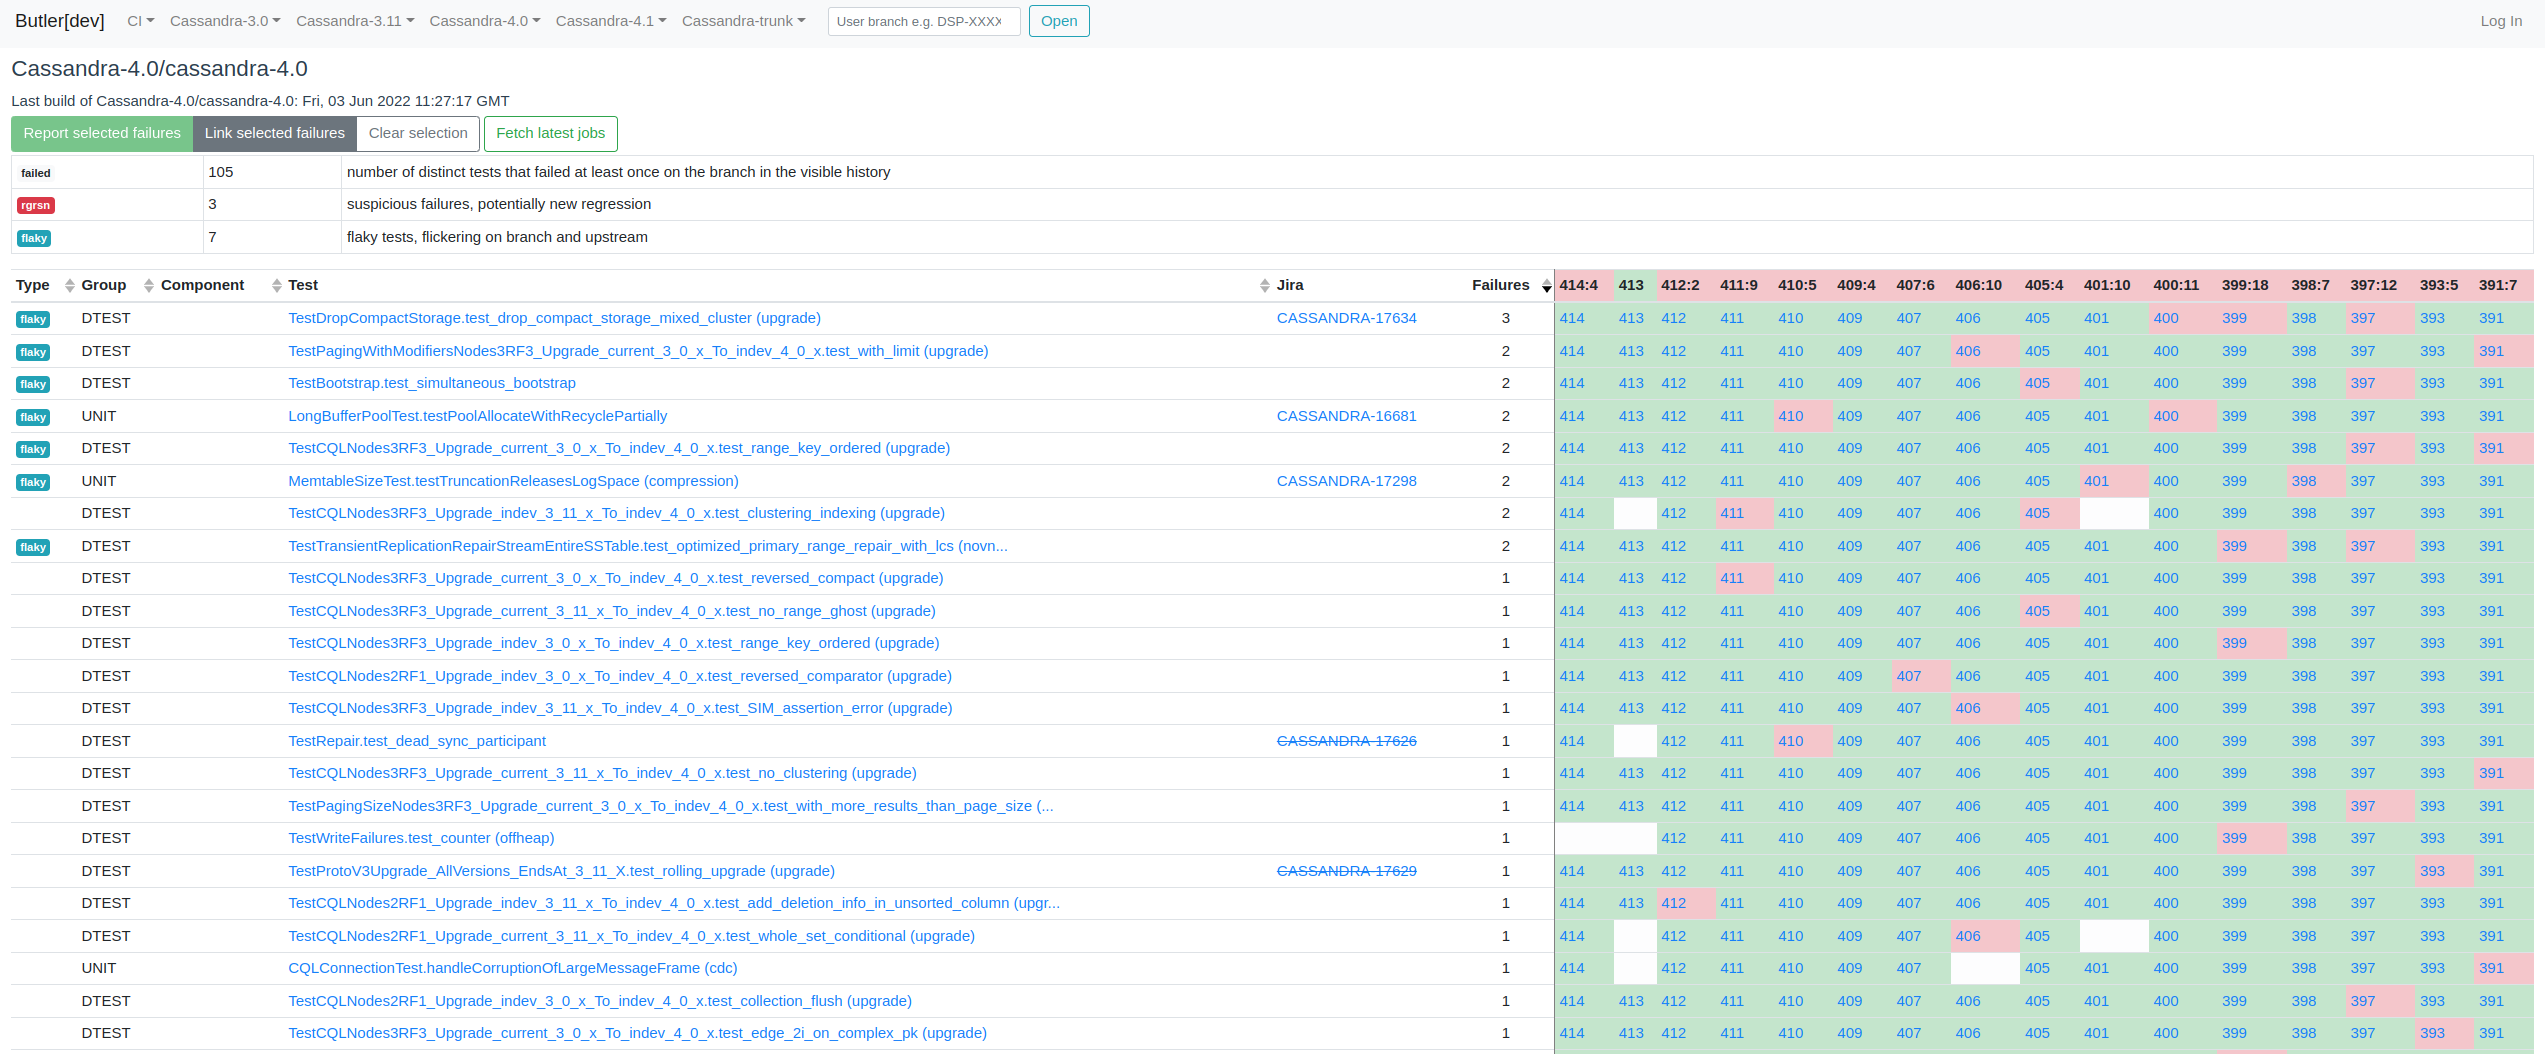 Butler[dev] CI Cassandra-3.0 Cassandra-3.11 Cassandra-4.0 Cassandra-4.1 Cassandra-trunk User branch e.g. DSP-XXXX Open Log In
Cassandra-4.0/cassandra-4.0
Last build of Cassandra-4.0/cassandra-4.0: Fri, 03 Jun 2022 11:27:17 GMT
Report selected failures Link selected failures Clear selection Fetch latest jobs
failed 105 number of distinct tests that failed at least once on the branch in the visible history
rgrsn 3 suspicious failures, potentially new regression
flaky 7 flaky tests, flickering on branch and upstream
Type Group Component Test Jira Failures 414:4 413 412:2 411:9 410:5 409:4 407:6 406:10 405:4 401:10 400:11 399:18 398:7 397:12 393:5 391:7
flaky DTEST TestDropCompactStorage.test_drop_compact_storage_mixed_cluster (upgrade) CASSANDRA-17634 3 414 413 412 411 410 409 407 406 405 401 400 399 398 397 393 391
flaky DTEST TestPagingWithModifiersNodes3RF3_Upgrade_current_3_0_x_To_indev_4_0_x.test_with_limit (upgrade) 2 414 413 412 411 410 409 407 406 405 401 400 399 398 397 393 391
flaky DTEST TestBootstrap.test_simultaneous_bootstrap 2 414 413 412 411 410 409 407 406 405 401 400 399 398 397 393 391
flaky UNIT LongBufferPoolTest.testPoolAllocateWithRecyclePartially CASSANDRA-16681 2 414 413 412 411 410 409 407 406 405 401 400 399 398 397 393 391
flaky DTEST TestCQLNodes3RF3_Upgrade_current_3_0_x_To_indev_4_0_x.test_range_key_ordered (upgrade) 2 414 413 412 411 410 409 407 406 405 401 400 399 398 397 393 391
flaky UNIT MemtableSizeTest.testTruncationReleasesLogSpace (compression) CASSANDRA-17298 2 414 413 412 411 410 409 407 406 405 401 400 399 398 397 393 391
DTEST TestCQLNodes3RF3_Upgrade_indev_3_11_x_To_indev_4_0_x.test_clustering_indexing (upgrade) 2 414 412 411 410 409 407 406 405 400 399 398 397 393 391
flaky DTEST TestTransientReplicationRepairStreamEntireSSTable.test_optimized_primary_range_repair_with_lcs (novn... 2 414 413 412 411 410 409 407 406 405 401 400 399 398 397 393 391
DTEST TestCQLNodes3RF3_Upgrade_current_3_0_x_To_indev_4_0_x.test_reversed_compact (upgrade) 1 414 413 412 411 410 409 407 406 405 401 400 399 398 397 393 391
DTEST TestCQLNodes3RF3_Upgrade_current_3_11_x_To_indev_4_0_x.test_no_range_ghost (upgrade) 1 414 413 412 411 410 409 407 406 405 401 400 399 398 397 393 391
DTEST TestCQLNodes3RF3_Upgrade_indev_3_0_x_To_indev_4_0_x.test_range_key_ordered (upgrade) 1 414 413 412 411 410 409 407 406 405 401 400 399 398 397 393 391
DTEST TestCQLNodes2RF1_Upgrade_indev_3_0_x_To_indev_4_0_x.test_reversed_comparator (upgrade) 1 414 413 412 411 410 409 407 406 405 401 400 399 398 397 393 391
DTEST TestCQLNodes3RF3_Upgrade_indev_3_11_x_To_indev_4_0_x.test_SIM_assertion_error (upgrade) 1 414 413 412 411 410 409 407 406 405 401 400 399 398 397 393 391
DTEST TestRepair.test_dead_sync_participant CASSANDRA-17626 1 414 412 411 410 409 407 406 405 401 400 399 398 397 393 391
DTEST TestCQLNodes3RF3_Upgrade_current_3_11_x_To_indev_4_0_x.test_no_clustering (upgrade) 1 414 413 412 411 410 409 407 406 405 401 400 399 398 397 393 391
DTEST TestPagingSizeNodes3RF3_Upgrade_current_3_0_x_To_indev_4_0_x.test_with_more_results_than_page_size (... 1 414 413 412 411 410 409 407 406 405 401 400 399 398 397 393 391
DTEST TestWriteFailures.test_counter (offheap) 1 412 411 410 409 407 406 405 401 400 399 398 397 393 391
DTEST TestProtoV3Upgrade_AllVersions_EndsAt_3_11_X.test_rolling_upgrade (upgrade) CASSANDRA-17629 1 414 413 412 411 410 409 407 406 405 401 400 399 398 397 393 391
DTEST TestCQLNodes2RF1_Upgrade_indev_3_11_x_To_indev_4_0_x.test_add_deletion_info_in_unsorted_column (upgr... 1 414 413 412 411 410 409 407 406 405 401 400 399 398 397 393 391
DTEST TestCQLNodes2RF1_Upgrade_current_3_11_x_To_indev_4_0_x.test_whole_set_conditional (upgrade) 1 414 412 411 410 409 407 406 405 400 399 398 397 393 391
UNIT CQLConnectionTest.handleCorruptionOfLargeMessageFrame (cdc) 1 414 412 411 410 409 407 405 401 400 399 398 397 393 391
DTEST TestCQLNodes2RF1_Upgrade_indev_3_0_x_To_indev_4_0_x.test_collection_flush (upgrade) 1 414 413 412 411 410 409 407 406 405 401 400 399 398 397 393 391
DTEST TestCQLNodes3RF3_Upgrade_current_3_0_x_To_indev_4_0_x.test_edge_2i_on_complex_pk (upgrade) 1 414 413 412 411 410 409 407 406 405 401 400 399 398 397 393 391